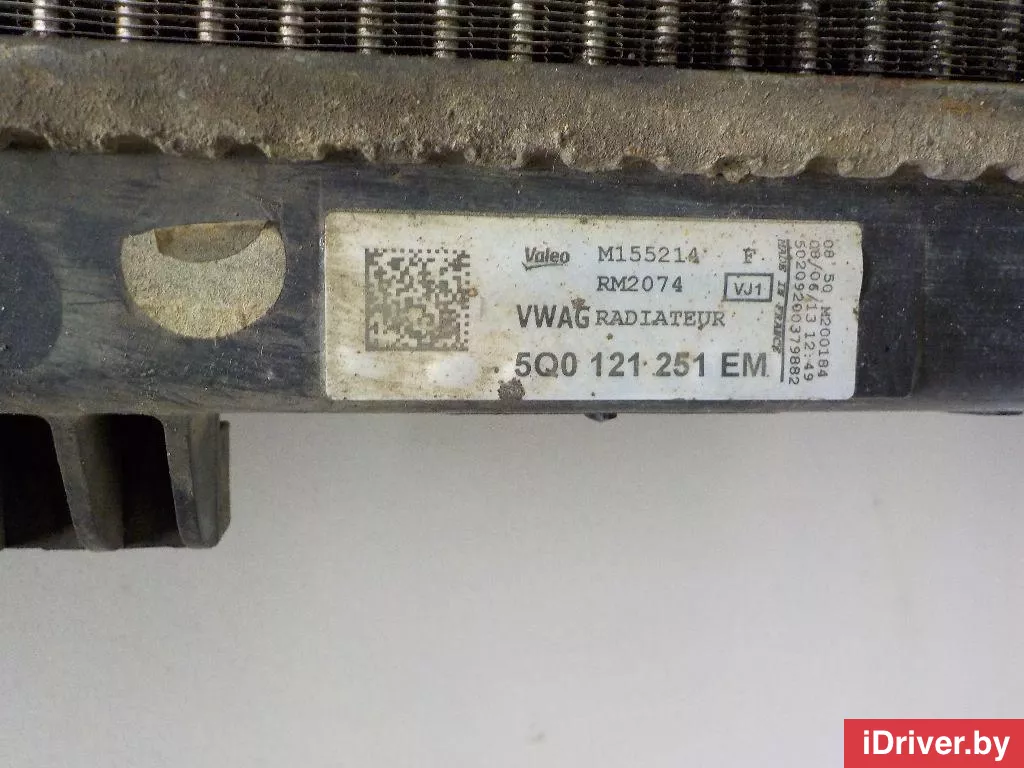 Valeo M155214 F
RM2074 VJ1
VWAG RADIATEUR
5Q0 121 251 EM
MADE IN FRANCE
502092003798​82
08/06/13 12:49
08'50 M200184
iDriver.by